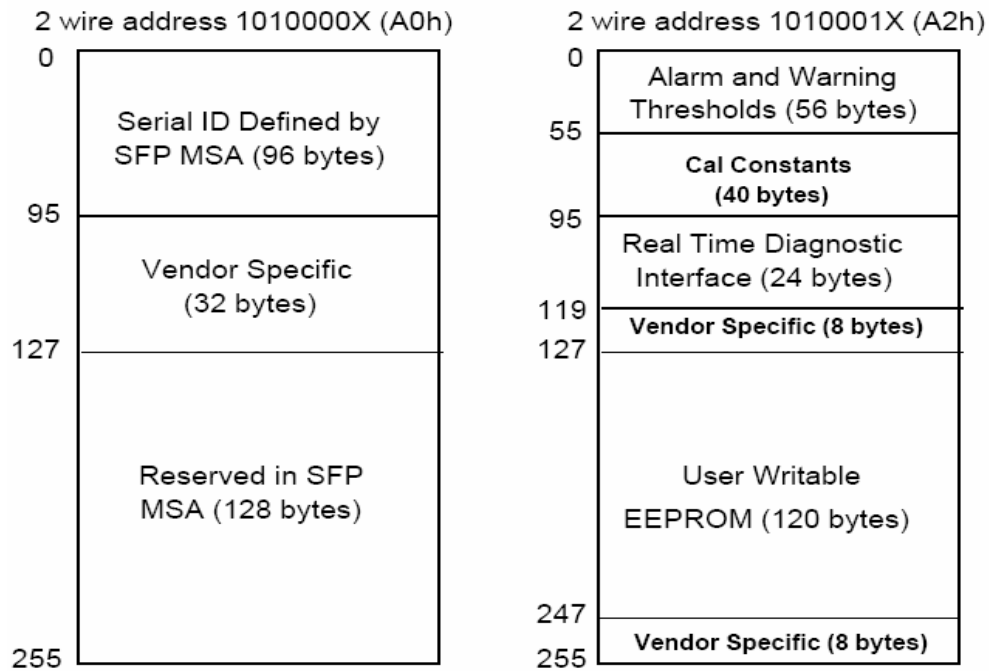 2 wire address 1010000X (A0h)
0
Serial ID Defined by
SFP MSA (96 bytes)
95
Vendor Specific
(32 bytes)
127
Reserved in SFP
MSA (128 bytes)
255
2 wire address 1010001X (A2h)
0
Alarm and Warning
Thresholds (56 bytes)
55
Cal Constants
(40 bytes)
95
Real Time Diagnostic
Interface (24 bytes)
119
Vendor Specific (8 bytes)
127
User Writable
EEPROM (120 bytes)
247
Vendor Specific (8 bytes)
255